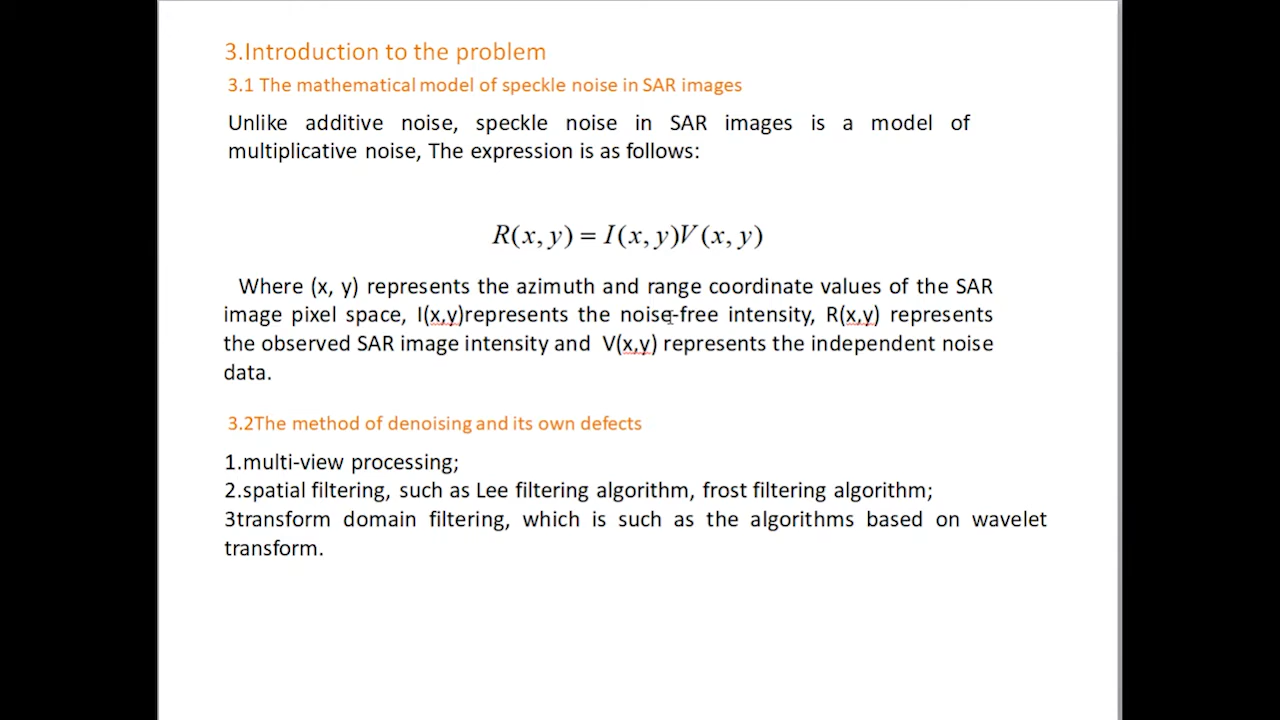 3.Introduction to the problem
3.1 The mathematical model of speckle noise in SAR images
Unlike additive noise, speckle noise in SAR images is a model of
multiplicative noise, The expression is as follows:
R(x, y) = I(x, y)V(x, y)
Where (x, y) represents the azimuth and range coordinate values of the SAR
image pixel space, I(x,y)represents the noise-free intensity, R(x,y) represents
the observed SAR image intensity and V(x,y) represents the independent noise
data.
3.2The method of denoising and its own defects
1.multi-view processing;
2.spatial filtering, such as Lee filtering algorithm, frost filtering algorithm;
3transform domain filtering, which is such as the algorithms based on wavelet
transform.